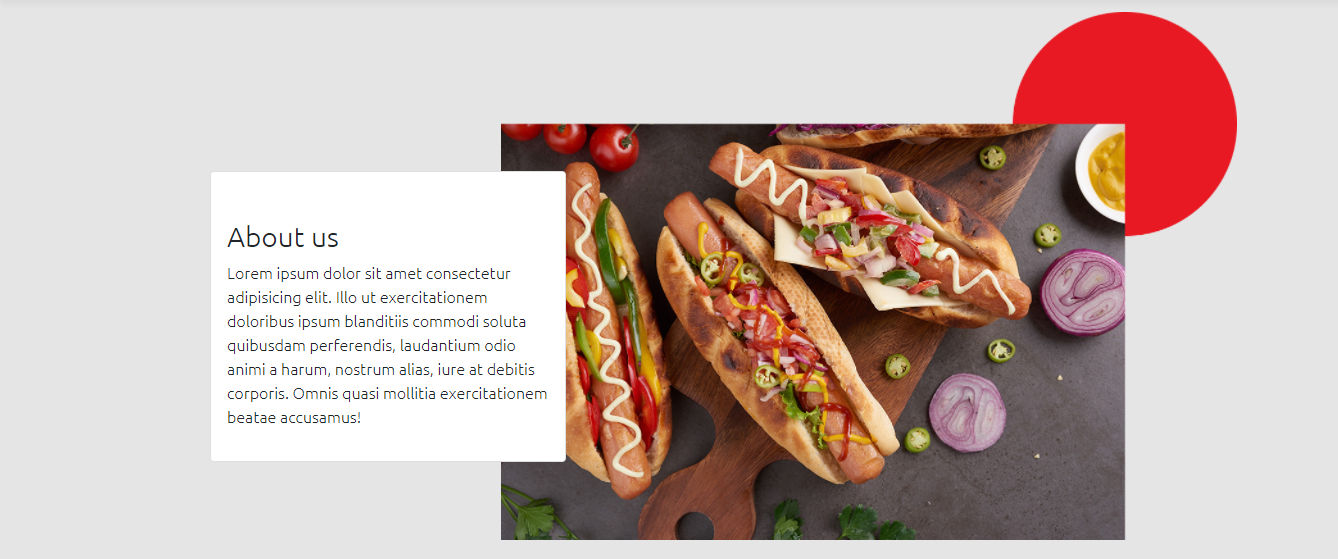 About us
Lorem ipsum dolor sit amet consectetur
adipisicing elit. Illo ut exercitationem
doloribus ipsum blanditiis commodi soluta
quibusdam perferendis, laudantium odio
animi a harum, nostrum alias, iure at debitis
corporis. Omnis quasi mollitia exercitationem
beatae accusamus!